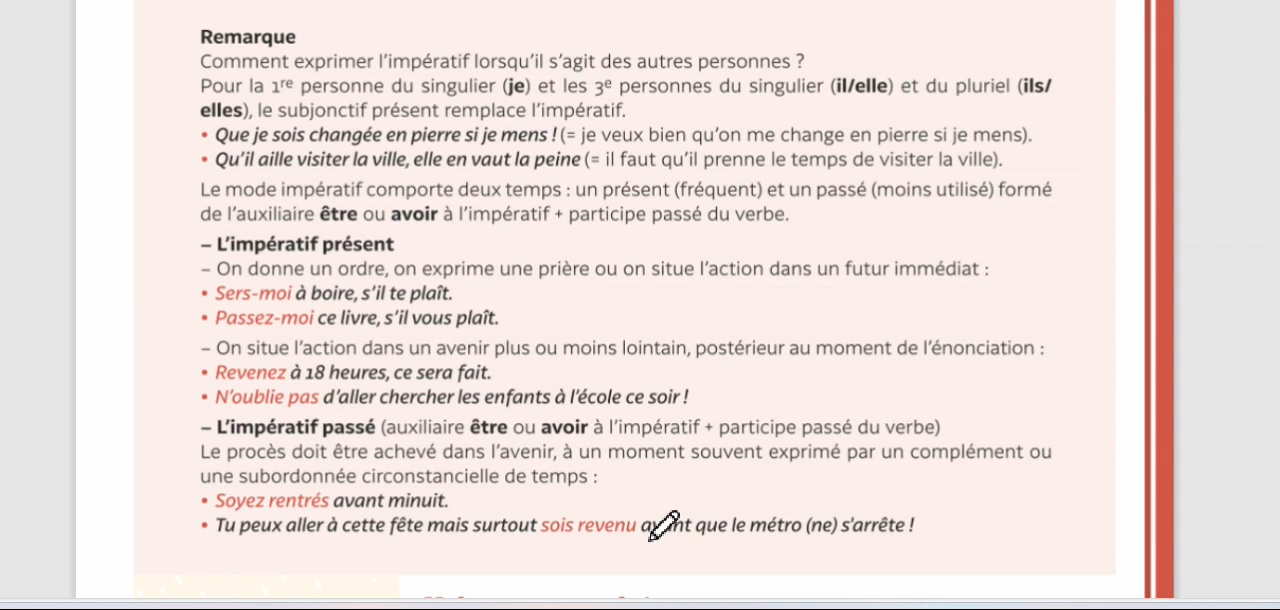 Remarque
Comment exprimer l'impératif lorsqu'il s'agit des autres personnes ?
Pour la 1re personne du singulier (je) et les 3e personnes du singulier (il/elle) et du pluriel (ils/
elles), le subjonctif présent remplace l'impératif.
• Que je sois changée en pierre si je mens ! (= je veux bien qu'on me change en pierre si je mens).
• Qu'il aille visiter la ville, elle en vaut la peine (= il faut qu'il prenne le temps de visiter la ville).
Le mode impératif comporte deux temps : un présent (fréquent) et un passé (moins utilisé) formé
de l'auxiliaire être ou avoir à l'impératif + participe passé du verbe.
– L'impératif présent
– On donne un ordre, on exprime une prière ou on situe l'action dans un futur immédiat :
• Sers-moi à boire, s'il te plaît.
• Passez-moi ce livre, s'il vous plaît.
– On situe l'action dans un avenir plus ou moins lointain, postérieur au moment de l'énonciation :
• Revenez à 18 heures, ce sera fait.
• N'oublie pas d'aller chercher les enfants à l'école ce soir !
– L'impératif passé (auxiliaire être ou avoir à l'impératif + participe passé du verbe)
Le procès doit être achevé dans l'avenir, à un moment souvent exprimé par un complément ou
une subordonnée circonstancielle de temps :
• Soyez rentrés avant minuit.
• Tu peux aller à cette fête mais surtout sois revenu avant que le métro (ne) s'arrête !